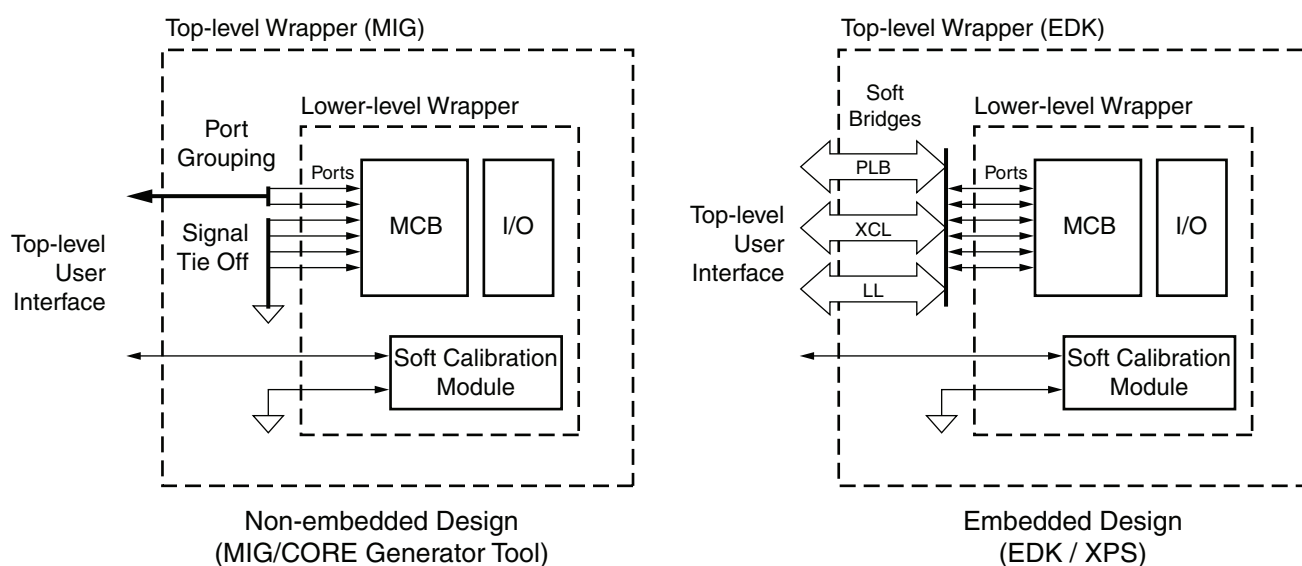 Top-level Wrapper (MIG)
Lower-level Wrapper
Port
Grouping
Ports
MCB
I/O
Signal
Tie Off
Top-level
User
Interface
Soft Calibration
Module
Non-embedded Design
(MIG/CORE Generator Tool)
Top-level Wrapper (EDK)
Soft
Bridges
Lower-level Wrapper
PLB
Ports
XCL
MCB
I/O
Top-level
User
Interface
LL
Soft Calibration
Module
Embedded Design
(EDK / XPS)